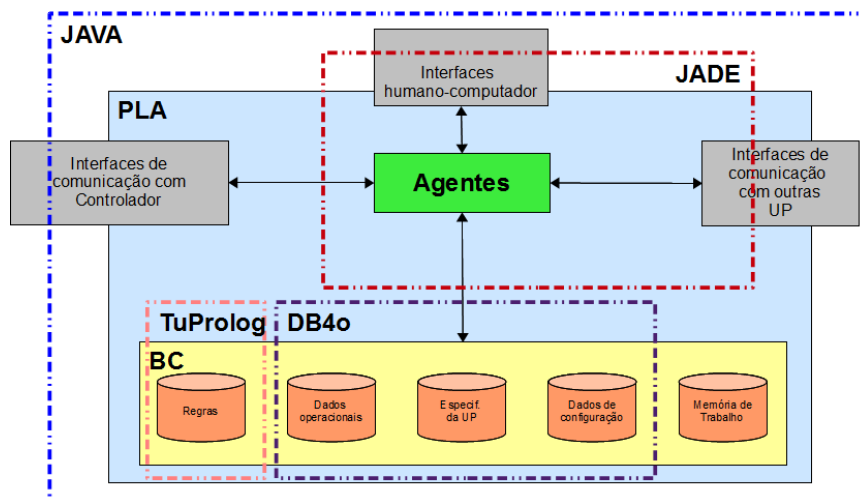 JAVA
Interfaces
humano-computador
JADE
PLA
Interfaces de
comunicação com
Controlador
Agentes
Interfaces de
comunicação
com outras
UP
TuProlog
DB4o
BC
Regras
Dados
operacionais
Especif.
da UP
Dados de
configuração
Memória de
Trabalho